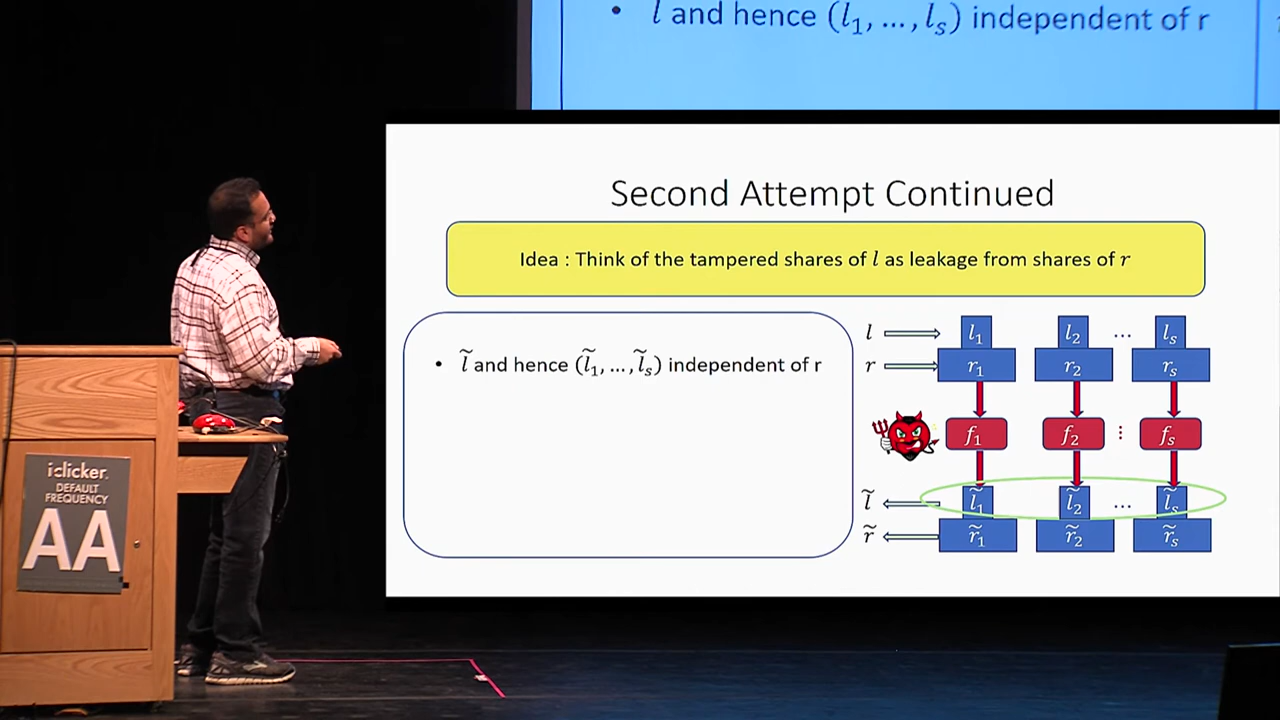 • l and hence (l₁, …, lₛ) independent of r
Second Attempt Continued
Idea : Think of the tampered shares of l as leakage from shares of r
• l̃ and hence (l̃₁, …, l̃ₛ) independent of r
l l₁ l₂ … lₛ
r r₁ r₂ rₛ
f₁ f₂ ⋮ fₛ
l̃ l̃₁ l̃₂ … l̃ₛ
r̃ r̃₁ r̃₂ r̃ₛ
iclicker.
DEFAULT
FREQUENCY
AA